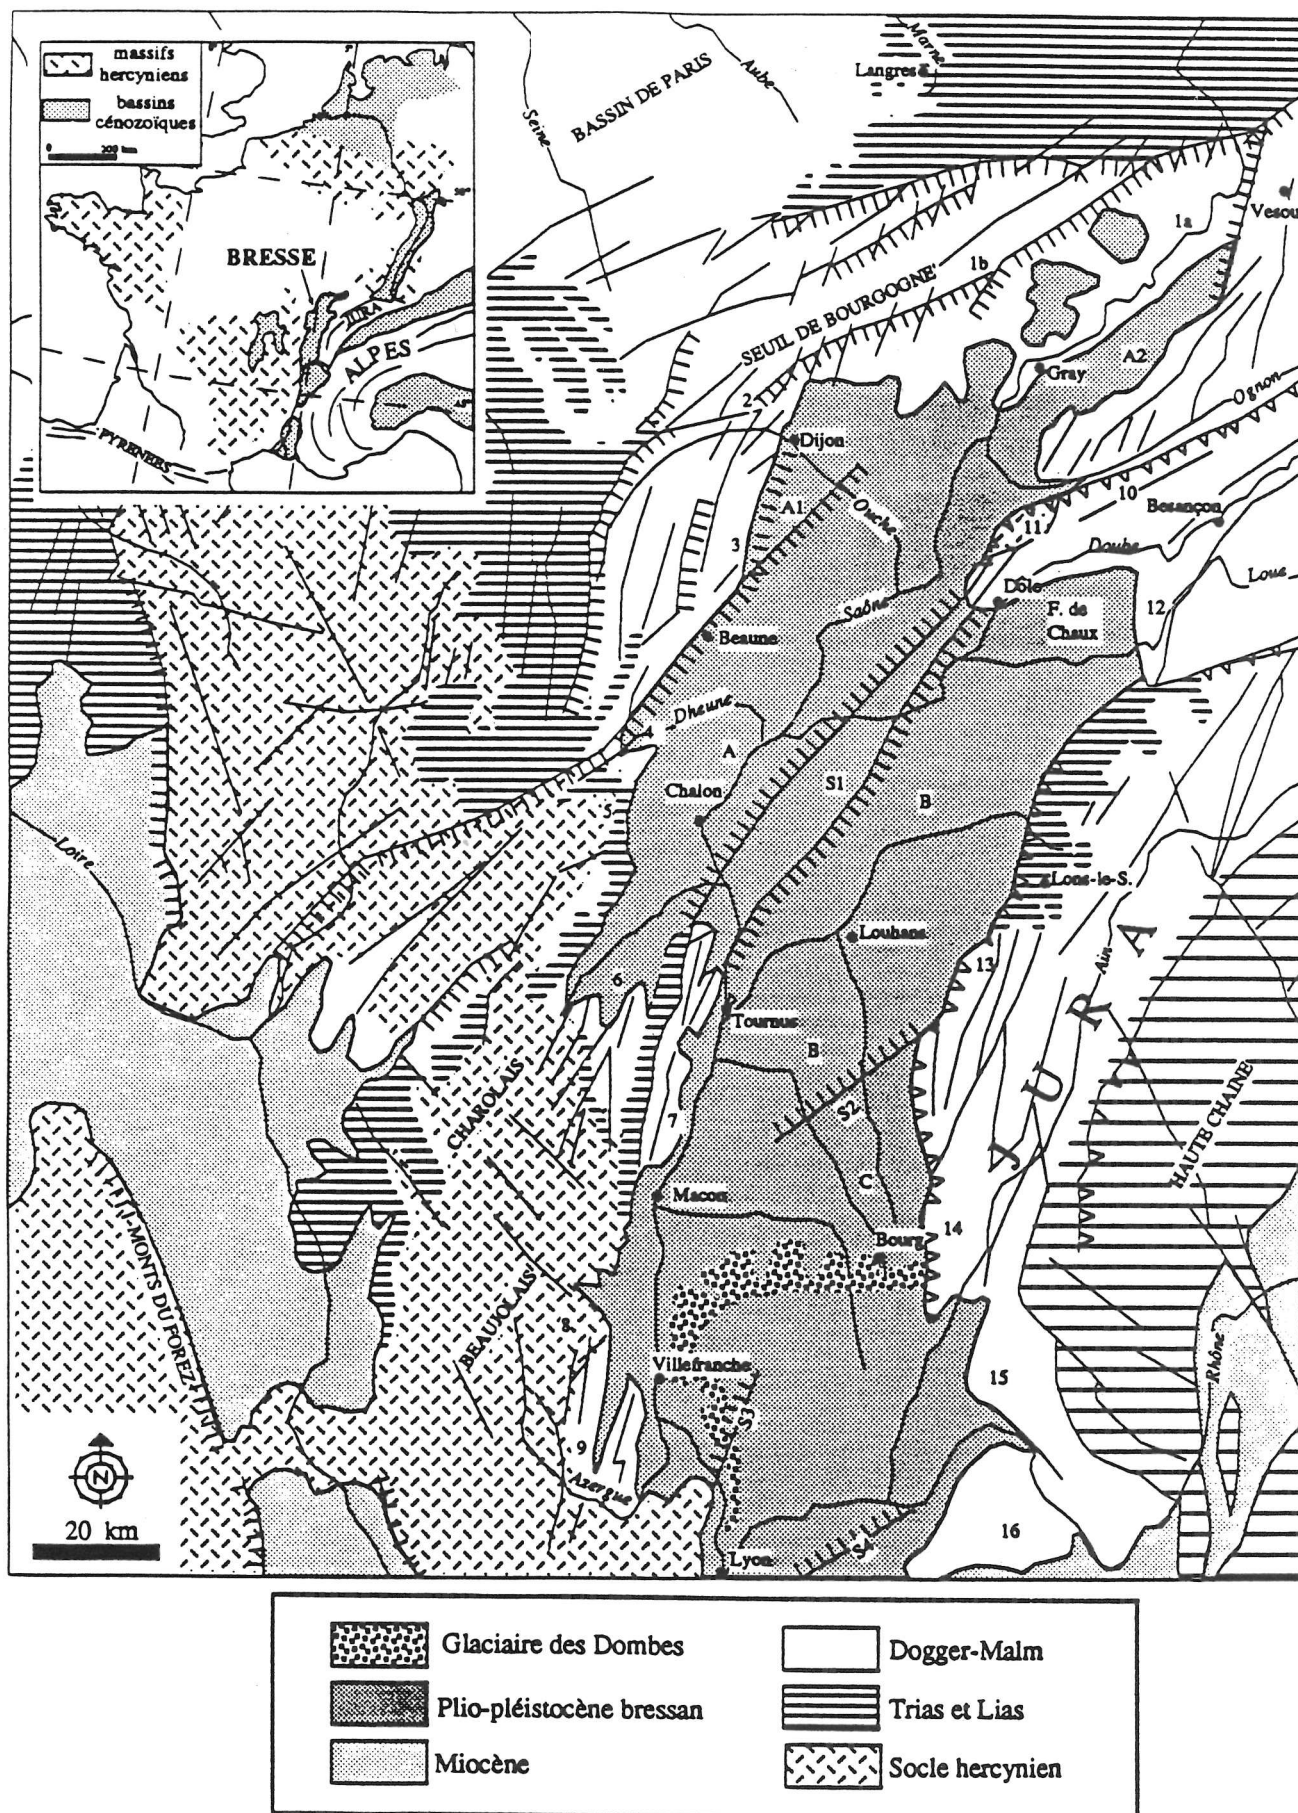 massifs
hercyniens
bassins
cénozoïques
0 200 km
BRESSE
JURA
ALPES
PYRENEES
BASSIN DE PARIS
Seine
Aube
Marne
Langres
Vesoul
1a
1b
SEUIL DE BOURGOGNE
A2
Gray
Ognon
2
Dijon
10
Besançon
A1
Ouche
11
3
Doubs
Loue
Dôle
12
F. de
Chaux
Saône
Beaune
Dheune
4
A
S1
Chalon
B
5
Loire
Lons-le-S.
Louhans
Ain
13
6
Tournus
JURA
B
S2
CHAROLAIS
7
HAUTE CHAINE
C
Macon
14
Bourg
MONTS DU FOREZ
BEAUJOLAIS
8
Villefranche
Rhône
15
S3
9
Azergue
16
N
20 km
S4
Lyon
Glaciaire des Dombes
Plio-pléistocène bressan
Miocène
Dogger-Malm
Trias et Lias
Socle hercynien